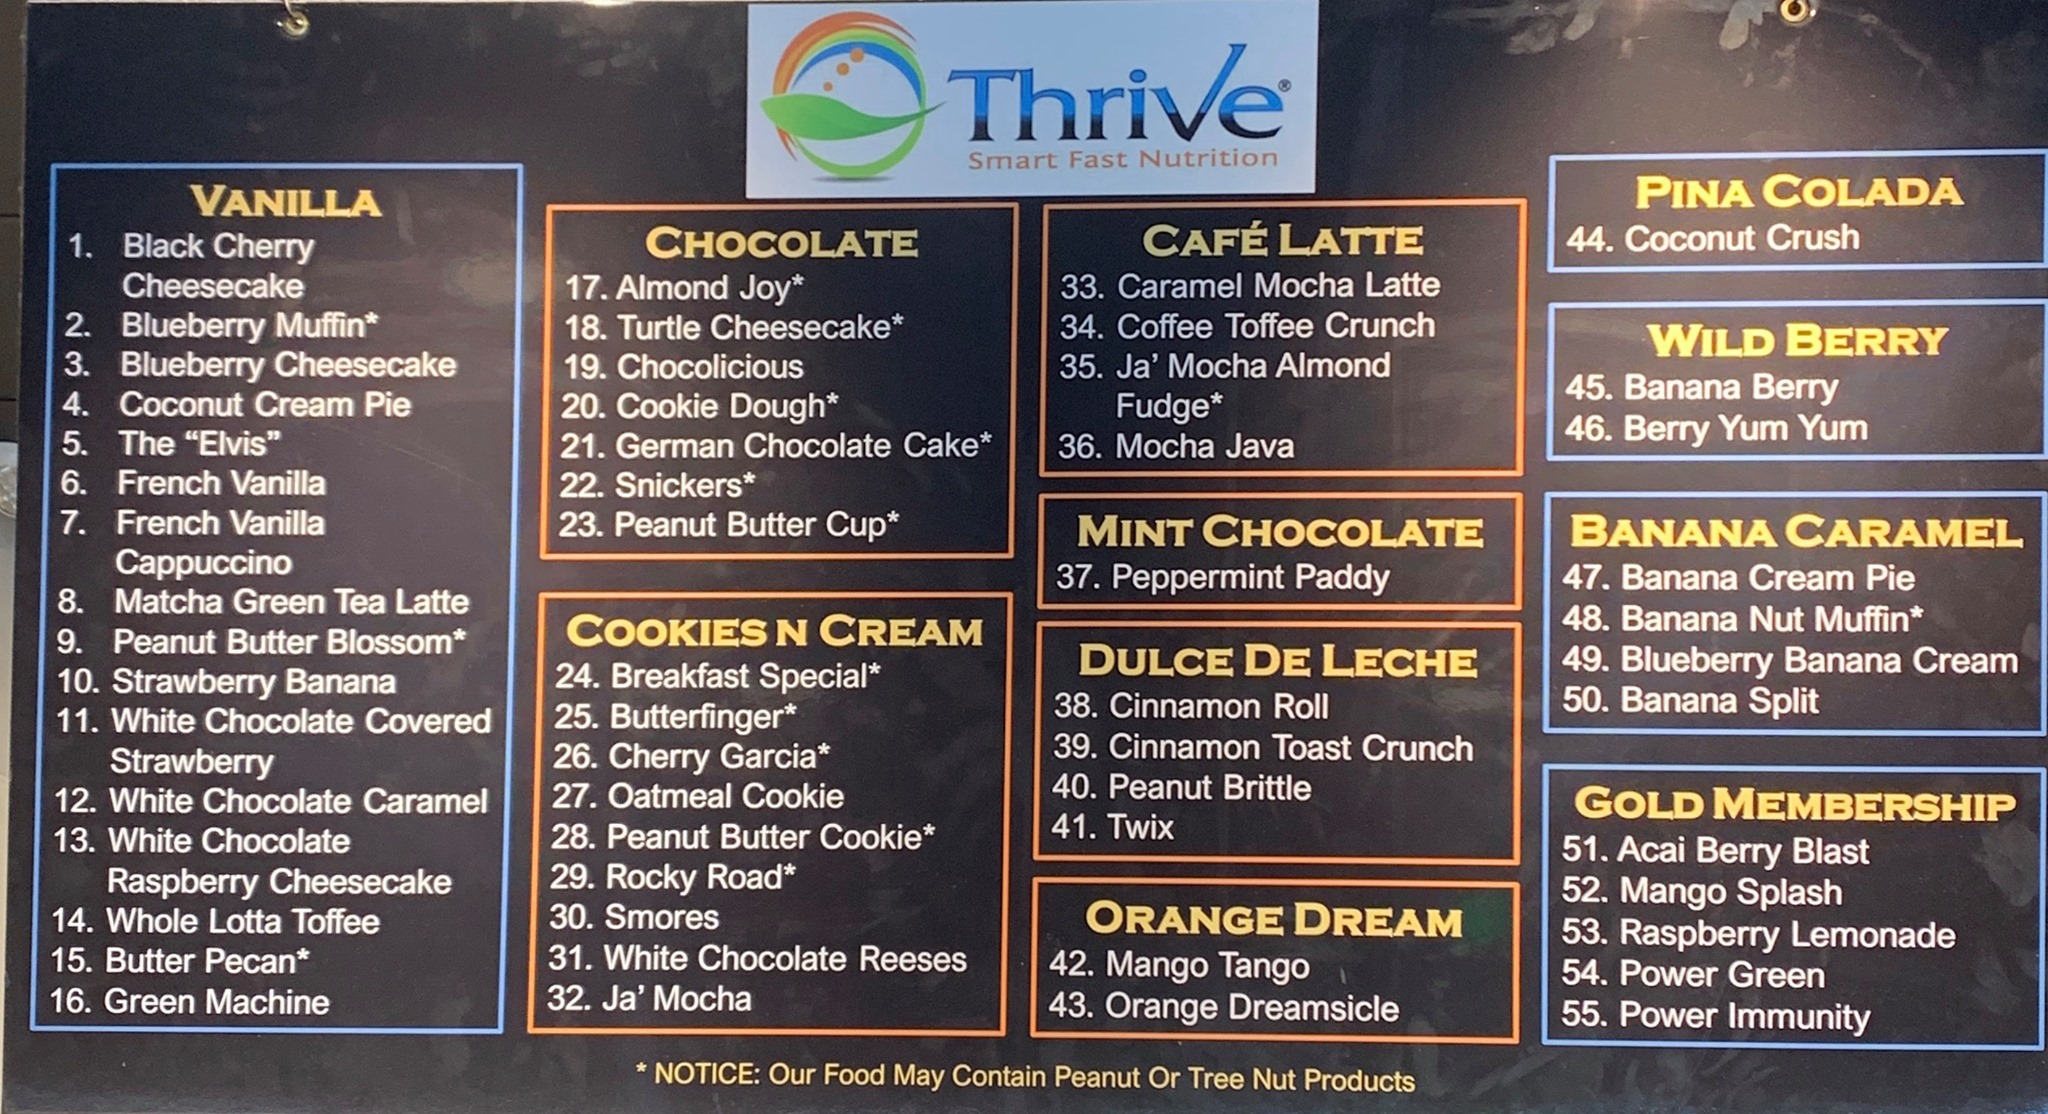 Thrive®
Smart Fast Nutrition
VANILLA
1. Black Cherry
Cheesecake
2. Blueberry Muffin*
3. Blueberry Cheesecake
4. Coconut Cream Pie
5. The “Elvis”
6. French Vanilla
7. French Vanilla
Cappuccino
8. Matcha Green Tea Latte
9. Peanut Butter Blossom*
10. Strawberry Banana
11. White Chocolate Covered
Strawberry
12. White Chocolate Caramel
13. White Chocolate
Raspberry Cheesecake
14. Whole Lotta Toffee
15. Butter Pecan*
16. Green Machine
CHOCOLATE
17. Almond Joy*
18. Turtle Cheesecake*
19. Chocolicious
20. Cookie Dough*
21. German Chocolate Cake*
22. Snickers*
23. Peanut Butter Cup*
COOKIES N CREAM
24. Breakfast Special*
25. Butterfinger*
26. Cherry Garcia*
27. Oatmeal Cookie
28. Peanut Butter Cookie*
29. Rocky Road*
30. Smores
31. White Chocolate Reeses
32. Ja’ Mocha
CAFÉ LATTE
33. Caramel Mocha Latte
34. Coffee Toffee Crunch
35. Ja’ Mocha Almond
Fudge*
36. Mocha Java
MINT CHOCOLATE
37. Peppermint Paddy
DULCE DE LECHE
38. Cinnamon Roll
39. Cinnamon Toast Crunch
40. Peanut Brittle
41. Twix
ORANGE DREAM
42. Mango Tango
43. Orange Dreamsicle
PINA COLADA
44. Coconut Crush
WILD BERRY
45. Banana Berry
46. Berry Yum Yum
BANANA CARAMEL
47. Banana Cream Pie
48. Banana Nut Muffin*
49. Blueberry Banana Cream
50. Banana Split
GOLD MEMBERSHIP
51. Acai Berry Blast
52. Mango Splash
53. Raspberry Lemonade
54. Power Green
55. Power Immunity
* NOTICE: Our Food May Contain Peanut Or Tree Nut Products